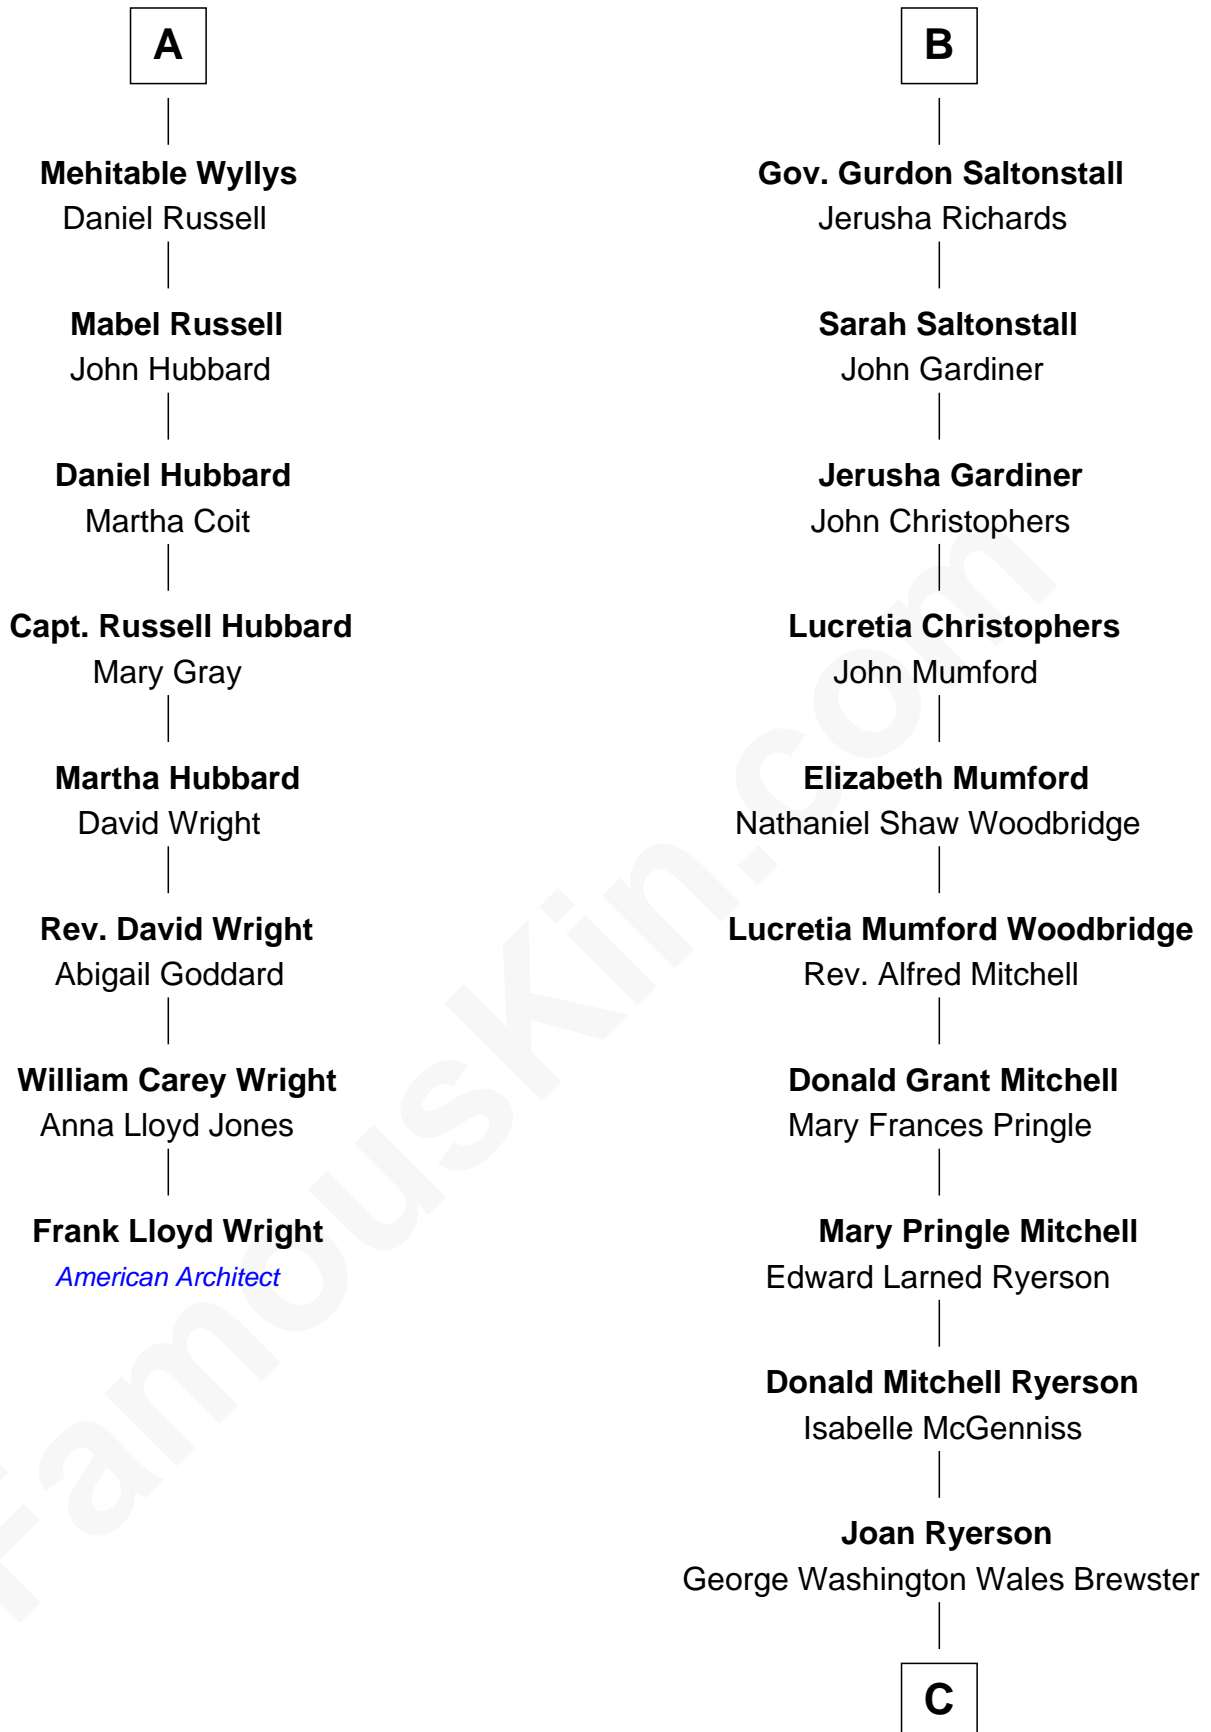 A
Mehitable Wyllys
Daniel Russell
Mabel Russell
John Hubbard
Daniel Hubbard
Martha Coit
Capt. Russell Hubbard
Mary Gray
Martha Hubbard
David Wright
Rev. David Wright
Abigail Goddard
William Carey Wright
Anna Lloyd Jones
Frank Lloyd Wright
American Architect
B
Gov. Gurdon Saltonstall
Jerusha Richards
Sarah Saltonstall
John Gardiner
Jerusha Gardiner
John Christophers
Lucretia Christophers
John Mumford
Elizabeth Mumford
Nathaniel Shaw Woodbridge
Lucretia Mumford Woodbridge
Rev. Alfred Mitchell
Donald Grant Mitchell
Mary Frances Pringle
Mary Pringle Mitchell
Edward Larned Ryerson
Donald Mitchell Ryerson
Isabelle McGenniss
Joan Ryerson
George Washington Wales Brewster
C
FamousKin.com